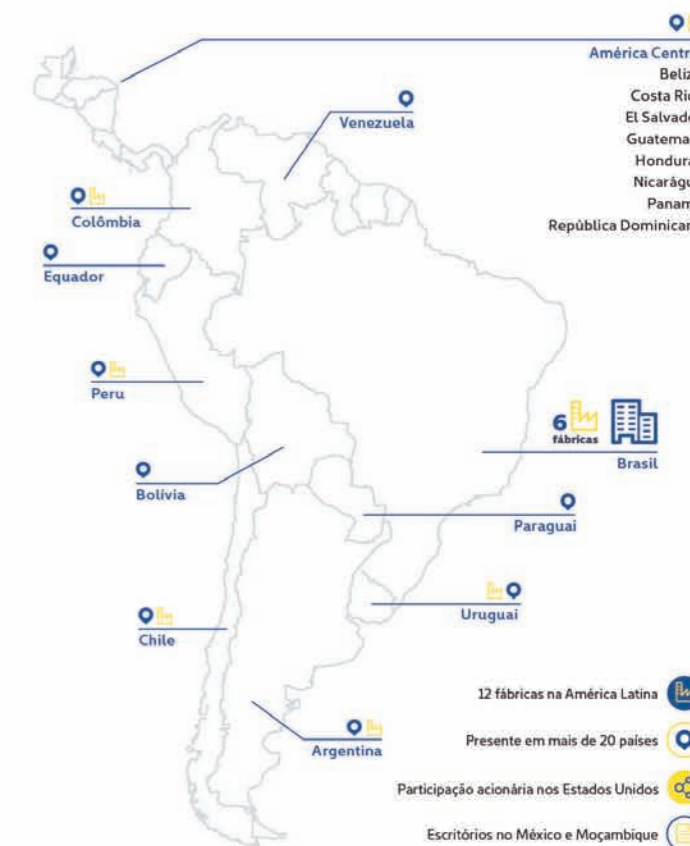 América Centr
Beliz
Costa Ric
El Salvado
Guatema
Hondura
Nicarágu
Panam
República Dominican
Venezuela
Colômbia
Equador
Peru
6
fábricas
Brasil
Bolívia
Paraguai
Uruguai
Chile
Argentina
12 fábricas na América Latina
Presente em mais de 20 países
Participação acionária nos Estados Unidos
Escritórios no México e Moçambique